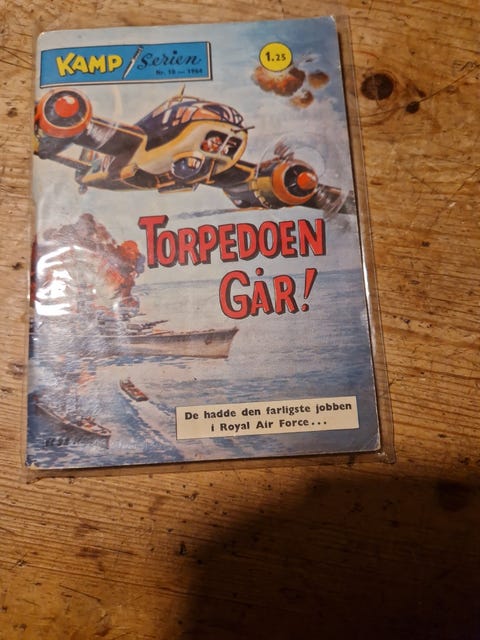 KAMP Serien
Nr. 18 — 1964
1.25
TORPEDOEN
GÅR!
De hadde den farligste jobben
i Royal Air Force...